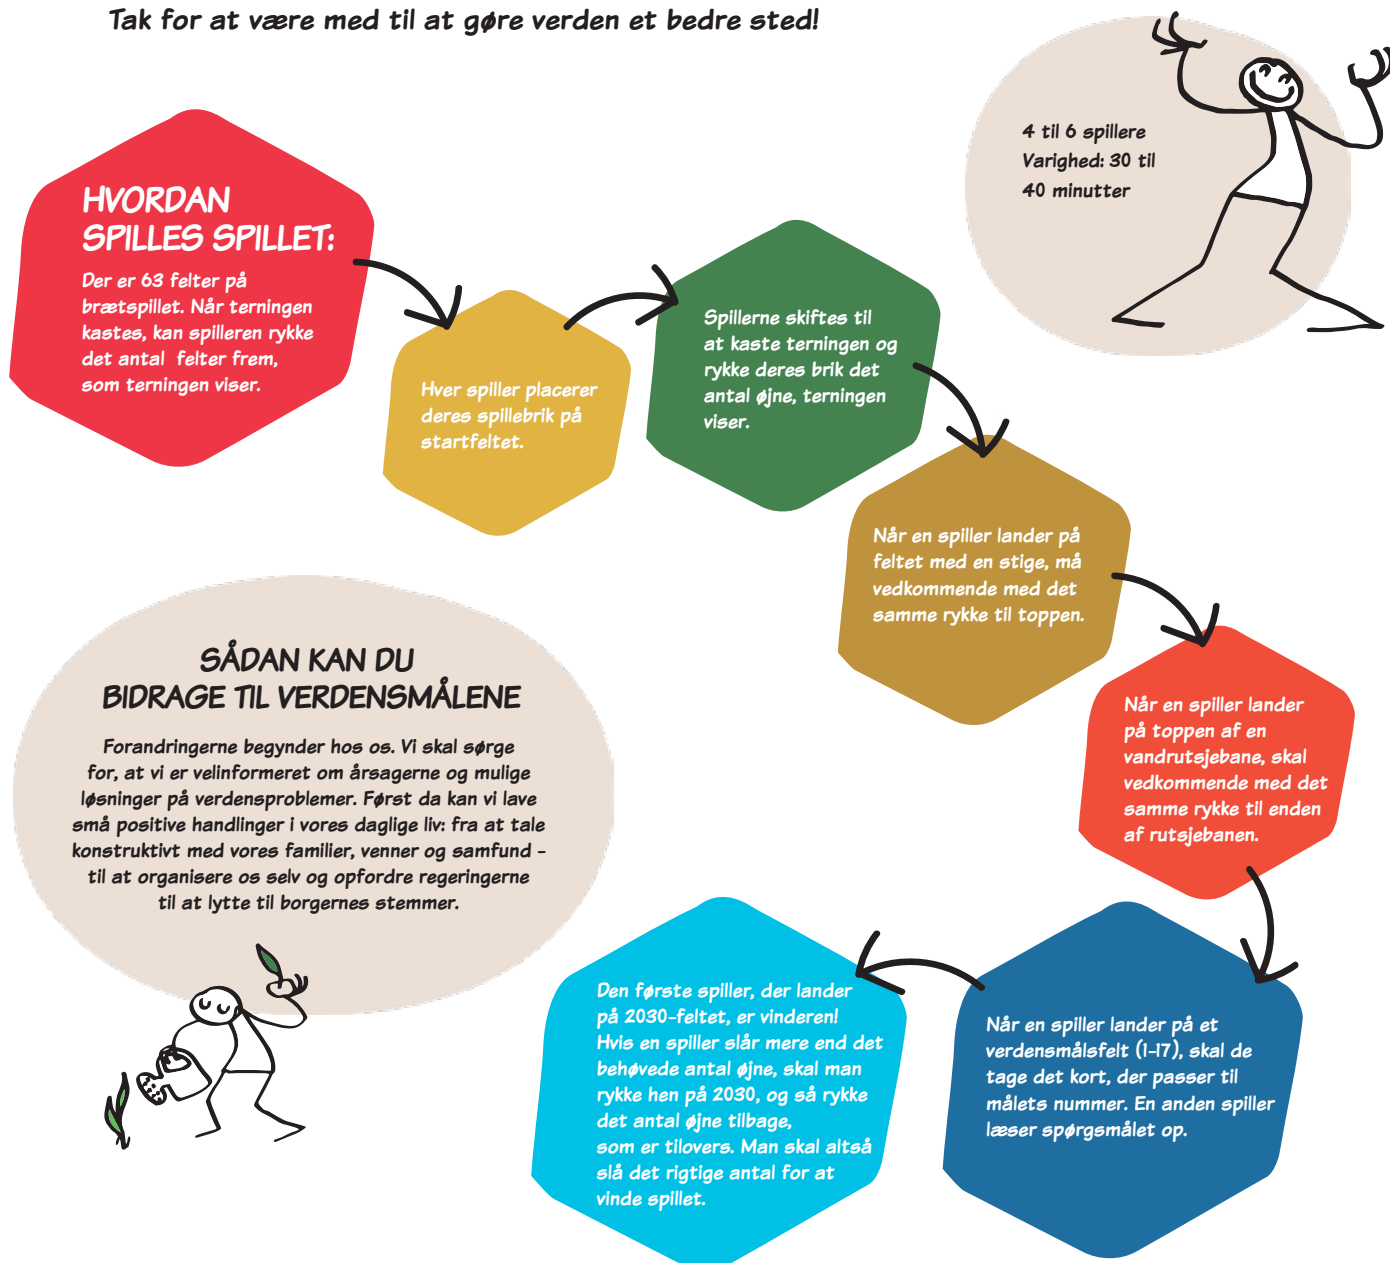 Tak for at være med til at gøre verden et bedre sted!
4 til 6 spillere
Varighed: 30 til
40 minutter
HVORDAN
SPILLES SPILLET:
Der er 63 felter på
brætspillet. Når terningen
kastes, kan spilleren rykke
det antal felter frem,
som terningen viser.
Hver spiller placerer
deres spillebrik på
startfeltet.
Spillerne skiftes til
at kaste terningen og
rykke deres brik det
antal øjne, terningen
viser.
Når en spiller lander på
feltet med en stige, må
vedkommende med det
samme rykke til toppen.
Når en spiller lander
på toppen af en
vandrutsjebane, skal
vedkommende med det
samme rykke til enden
af rutsjebanen.
Når en spiller lander på et
verdensmålsfelt (1-17), skal de
tage det kort, der passer til
målets nummer. En anden spiller
læser spørgsmålet op.
Den første spiller, der lander
på 2030-feltet, er vinderen!
Hvis en spiller slår mere end det
behøvede antal øjne, skal man
rykke hen på 2030, og så rykke
det antal øjne tilbage,
som er tilovers. Man skal altså
slå det rigtige antal for at
vinde spillet.
SÅDAN KAN DU
BIDRAGE TIL VERDENSMÅLENE
Forandringerne begynder hos os. Vi skal sørge
for, at vi er velinformeret om årsagerne og mulige
løsninger på verdensproblemer. Først da kan vi lave
små positive handlinger i vores daglige liv: fra at tale
konstruktivt med vores familier, venner og samfund -
til at organisere os selv og opfordre regeringerne
til at lytte til borgernes stemmer.